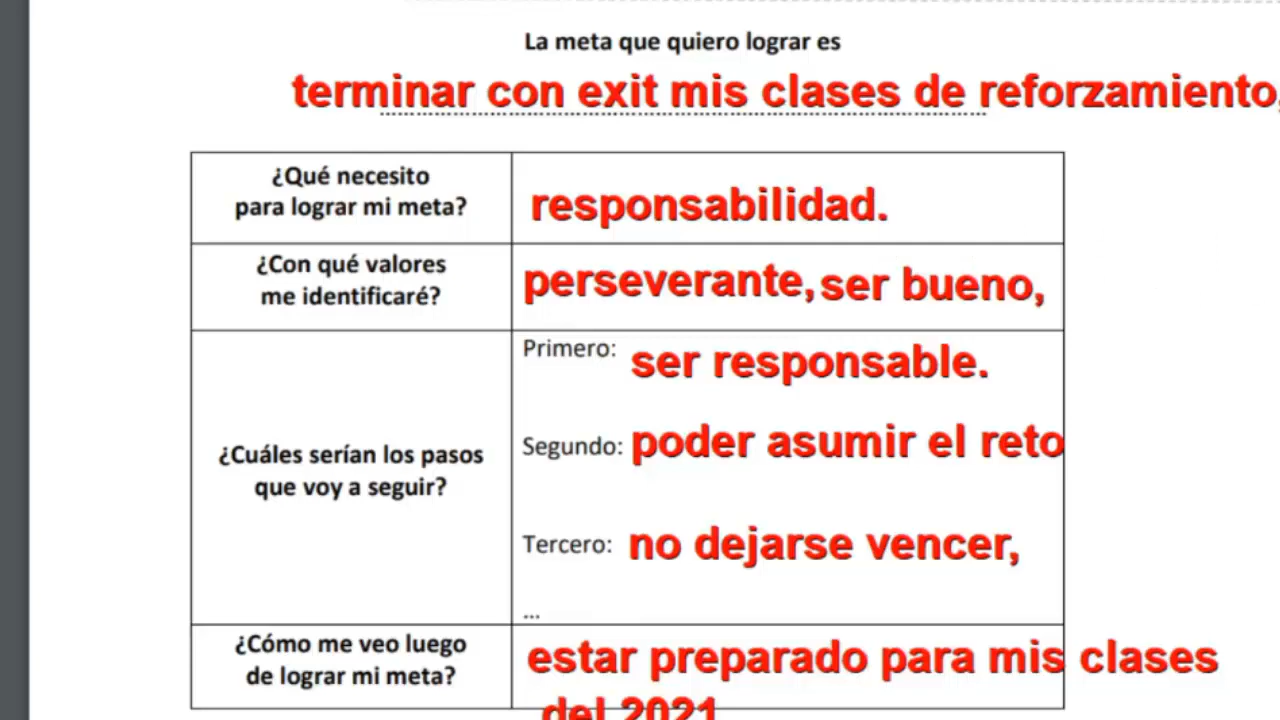 La meta que quiero lograr es
terminar con exit mis clases de reforzamiento,
¿Qué necesito
para lograr mi meta?
responsabilidad.
¿Con qué valores
me identificaré?
perseverante, ser bueno,
¿Cuáles serían los pasos
que voy a seguir?
Primero: ser responsable.
Segundo: poder asumir el reto
Tercero: no dejarse vencer,
...
¿Cómo me veo luego
de lograr mi meta?
estar preparado para mis clases
del 2021